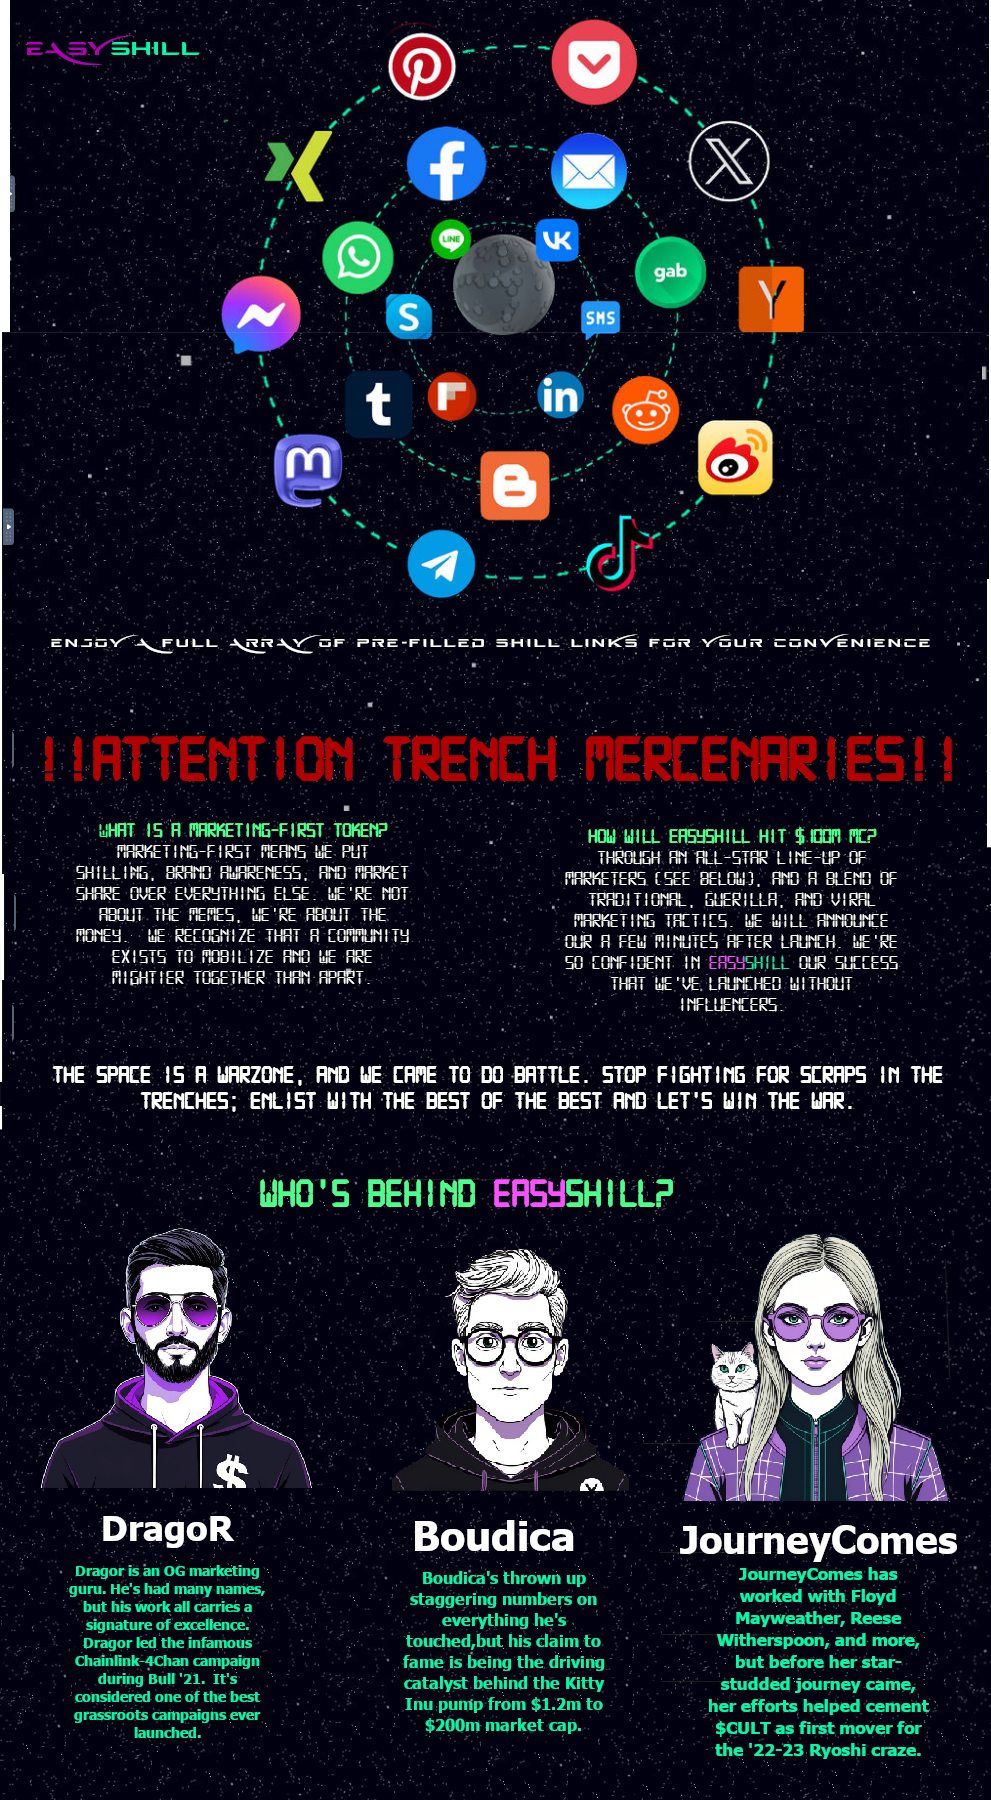 EASYSHILL
LINE
VK
gab
Y
S
SMS
t
in
m
ENJOY A FULL ARRAY OF PRE-FILLED SHILL LINKS FOR YOUR CONVENIENCE
!!ATTENTION TRENCH MERCENARIES!!
WHAT IS A MARKETING-FIRST TOKEN?
MARKETING-FIRST MEANS WE PUT
SHILLING, BRAND AWARENESS, AND MARKET
SHARE OVER EVERYTHING ELSE. WE'RE NOT
ABOUT THE MEMES, WE'RE ABOUT THE
MONEY. WE RECOGNIZE THAT A COMMUNITY
EXISTS TO MOBILIZE AND WE ARE
MIGHTIER TOGETHER THAN APART.
HOW WILL EASYSHILL HIT $100M MC?
THROUGH AN ALL-STAR LINE-UP OF
MARKETERS (SEE BELOW), AND A BLEND OF
TRADITIONAL, GUERILLA, AND VIRAL
MARKETING TACTICS. WE WILL ANNOUNCE
OUR A FEW MINUTES AFTER LAUNCH. WE'RE
SO CONFIDENT IN EASYSHILL OUR SUCCESS
THAT WE'VE LAUNCHED WITHOUT
INFLUENCERS.
THE SPACE IS A WARZONE, AND WE CAME TO DO BATTLE. STOP FIGHTING FOR SCRAPS IN THE
TRENCHES; ENLIST WITH THE BEST OF THE BEST AND LET'S WIN THE WAR.
WHO'S BEHIND EASYSHILL?
$
DragoR
Dragor is an OG marketing
guru. He's had many names,
but his work all carries a
signature of excellence.
Dragor led the infamous
Chainlink-4Chan campaign
during Bull '21. It's
considered one of the best
grassroots campaigns ever
launched.
Boudica
Boudica's thrown up
staggering numbers on
everything he's
touched,but his claim to
fame is being the driving
catalyst behind the Kitty
Inu pump from $1.2m to
$200m market cap.
JourneyComes
JourneyComes has
worked with Floyd
Mayweather, Reese
Witherspoon, and more,
but before her star-
studded journey came,
her efforts helped cement
$CULT as first mover for
the '22-23 Ryoshi craze.